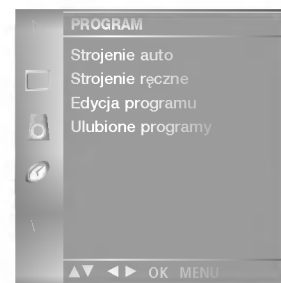 PROGRAM
Strojenie auto
Strojenie ręczne
Edycja programu
Ulubione programy
▲▼ ◄► OK MENU